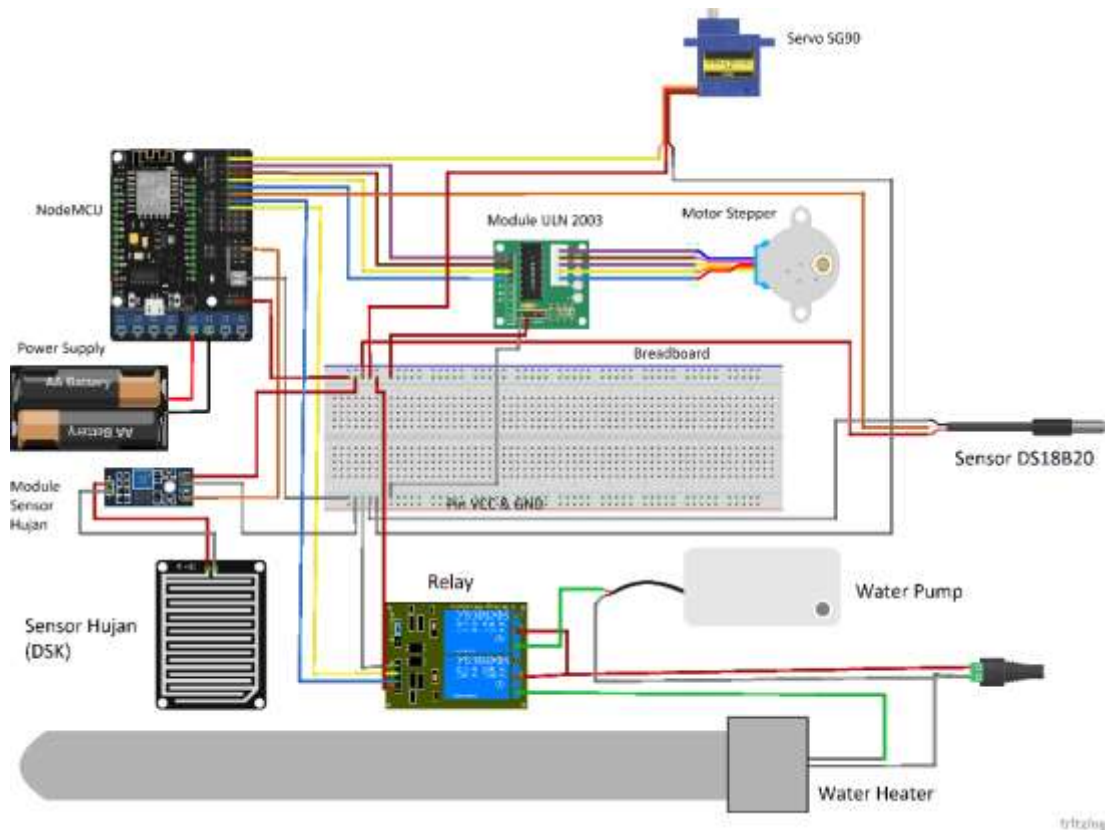 Servo SG90
NodeMCU
Module ULN 2003
Motor Stepper
Power Supply
Breadboard
AA Battery
AA Battery
Sensor DS18B20
Module
Sensor
Hujan
Pin VCC & GND
Relay
Water Pump
Sensor Hujan
(DSK)
Water Heater
fritzing